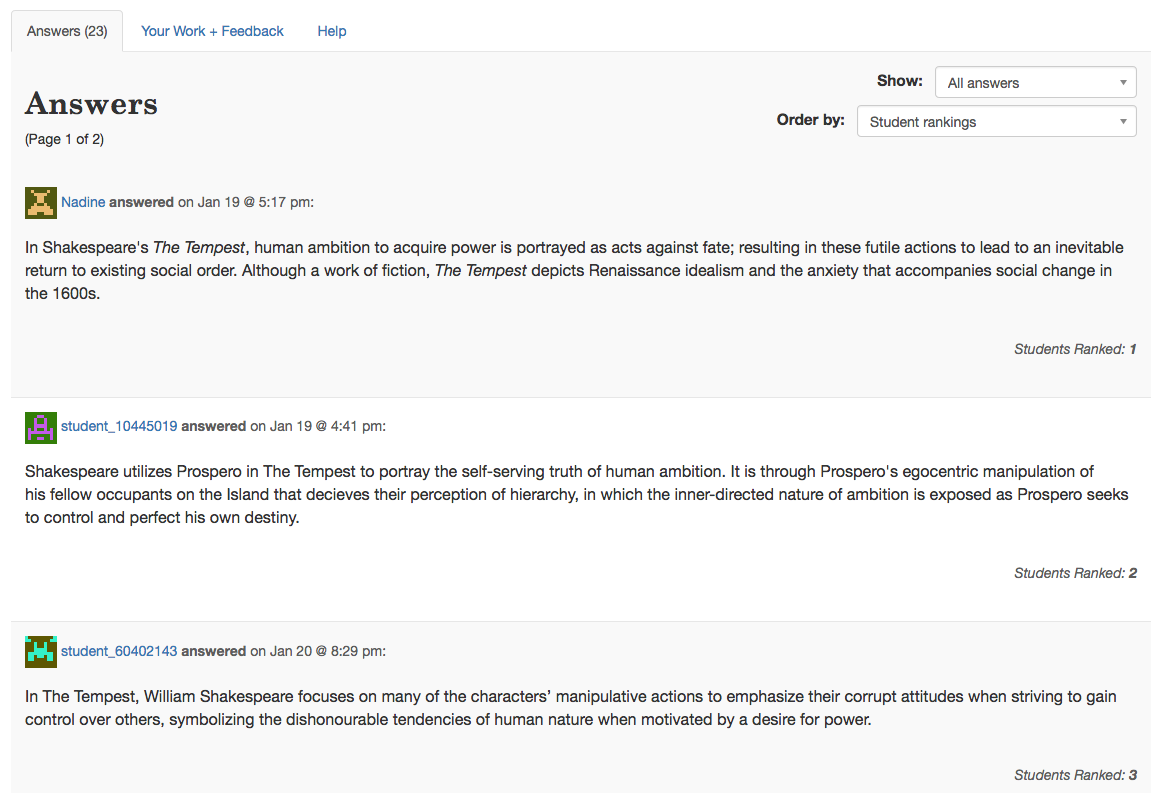 Answers (23)
Your Work + Feedback
Help
Show:
All answers
Answers
Order by:
Student rankings
(Page 1 of 2)
Nadine answered on Jan 19 @ 5:17 pm:
In Shakespeare's The Tempest, human ambition to acquire power is portrayed as acts against fate; resulting in these futile actions to lead to an inevitable
return to existing social order. Although a work of fiction, The Tempest depicts Renaissance idealism and the anxiety that accompanies social change in
the 1600s.
Students Ranked: 1
student_10445019 answered on Jan 19 @ 4:41 pm:
Shakespeare utilizes Prospero in The Tempest to portray the self-serving truth of human ambition. It is through Prospero's egocentric manipulation of
his fellow occupants on the Island that decieves their perception of hierarchy, in which the inner-directed nature of ambition is exposed as Prospero seeks
to control and perfect his own destiny.
Students Ranked: 2
student_60402143 answered on Jan 20 @ 8:29 pm:
In The Tempest, William Shakespeare focuses on many of the characters’ manipulative actions to emphasize their corrupt attitudes when striving to gain
control over others, symbolizing the dishonourable tendencies of human nature when motivated by a desire for power.
Students Ranked: 3